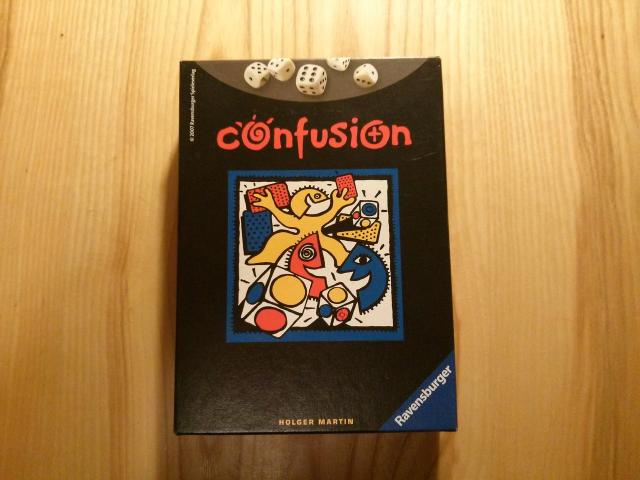 © 2007 Ravensburger Spieleverlag
confusion
HOLGER MARTIN
Ravensburger